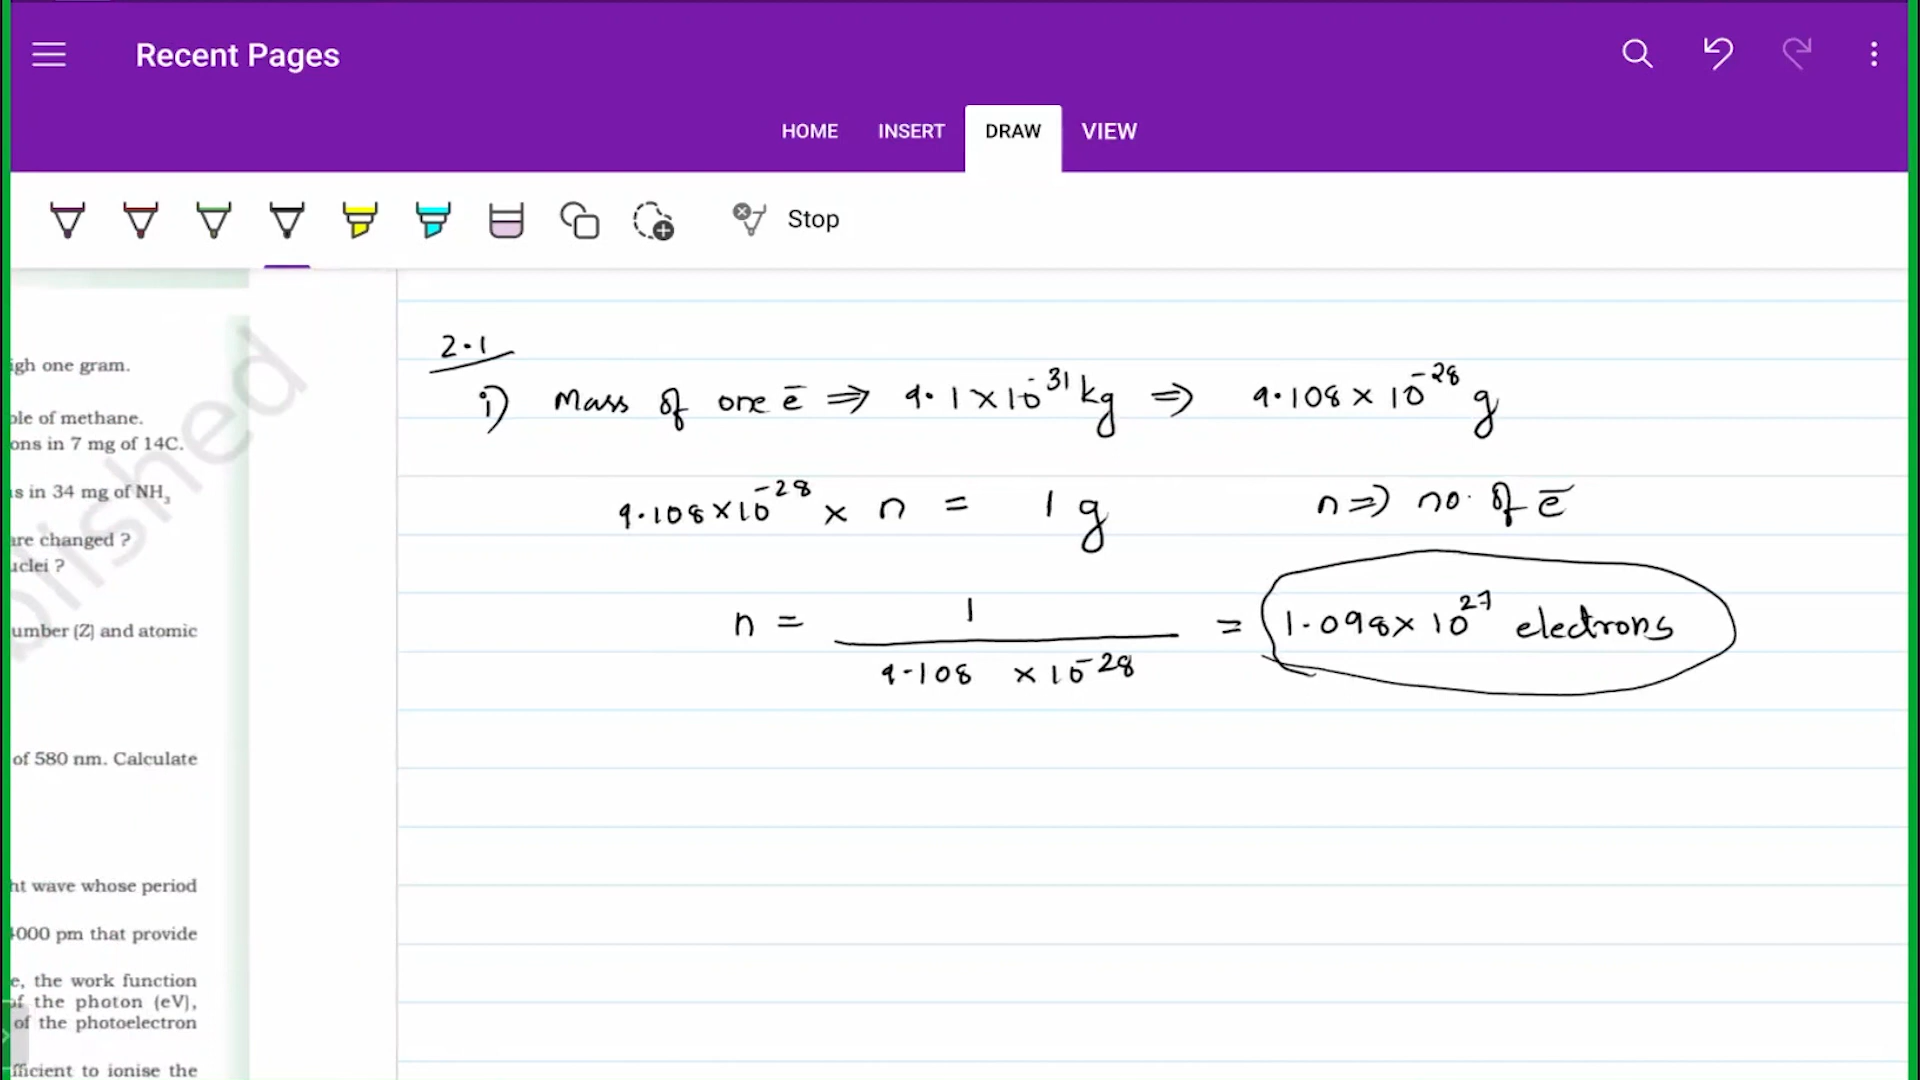 Recent Pages
HOME INSERT DRAW VIEW
Stop
igh one gram.
ole of methane.
ons in 7 mg of 14C.
s in 34 mg of NH₃
are changed ?
uclei ?
umber (Z) and atomic
of 580 nm. Calculate
ht wave whose period
4000 pm that provide
e, the work function
of the photon (eV),
of the photoelectron
fficient to ionise the
blished
2.1
i) Mass of one e⁻ ⇒ 9.1 × 10⁻³¹ kg ⇒ 9.108 × 10⁻²⁸ g
9.108 × 10⁻²⁸ × n = 1 g n ⇒ no. of e⁻
n = 1 / 9.108 × 10⁻²⁸ = 1.098 × 10²⁷ electrons